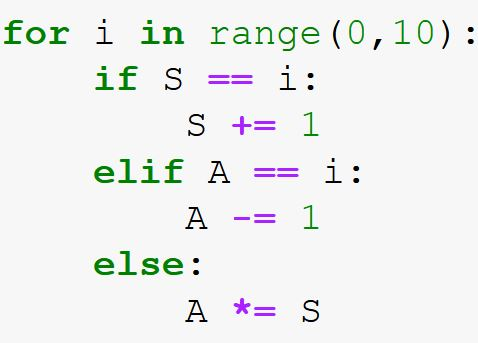 for i in range(0,10):
    if S == i:
        S += 1
    elif A == i:
        A -= 1
    else:
        A *= S